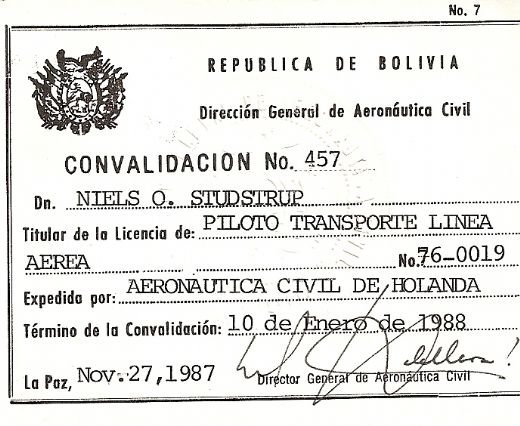 No. 7
REPUBLICA DE BOLIVIA
Dirección General de Aeronáutica Civil
CONVALIDACION No. 457
Dn. NIELS O. STUDSTRUP
Titular de la Licencia de: PILOTO TRANSPORTE LINEA
AEREA No. 76-0019
Expedida por: AERONAUTICA CIVIL DE HOLANDA
Término de la Convalidación: 10 de Enero de 1988
La Paz, Nov. 27, 1987 Director General de Aeronáutica Civil